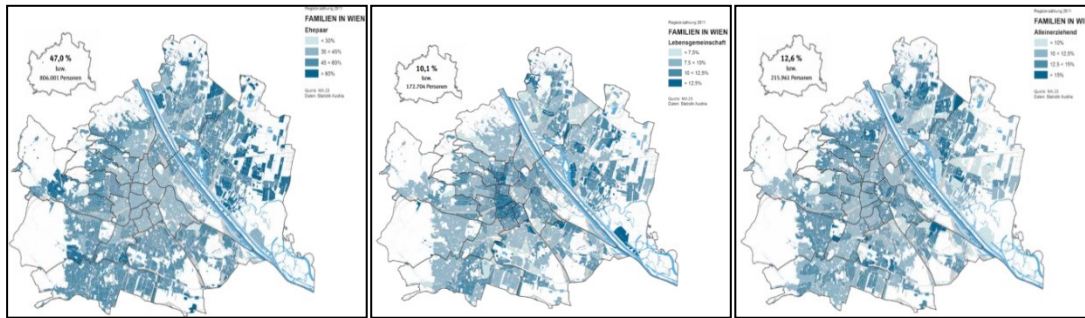 Registerzählung 2011
FAMILIEN IN WIEN
Ehepaar
< 30%
30 < 45%
45 < 60%
> 60%
Quelle: MA 23
Daten: Statistik Austria
47,0 %
bzw.
806.001 Personen
Registerzählung 2011
FAMILIEN IN WIEN
Lebensgemeinschaft
< 7,5%
7,5 < 10%
10 < 12,5%
> 12,5%
Quelle: MA 23
Daten: Statistik Austria
10,1 %
bzw.
172.706 Personen
Registerzählung 2011
FAMILIEN IN WI
Alleinerziehend
< 10%
10 < 12,5%
12,5 < 15%
> 15%
Quelle: MA 23
Daten: Statistik Austria
12,6 %
bzw.
Personen